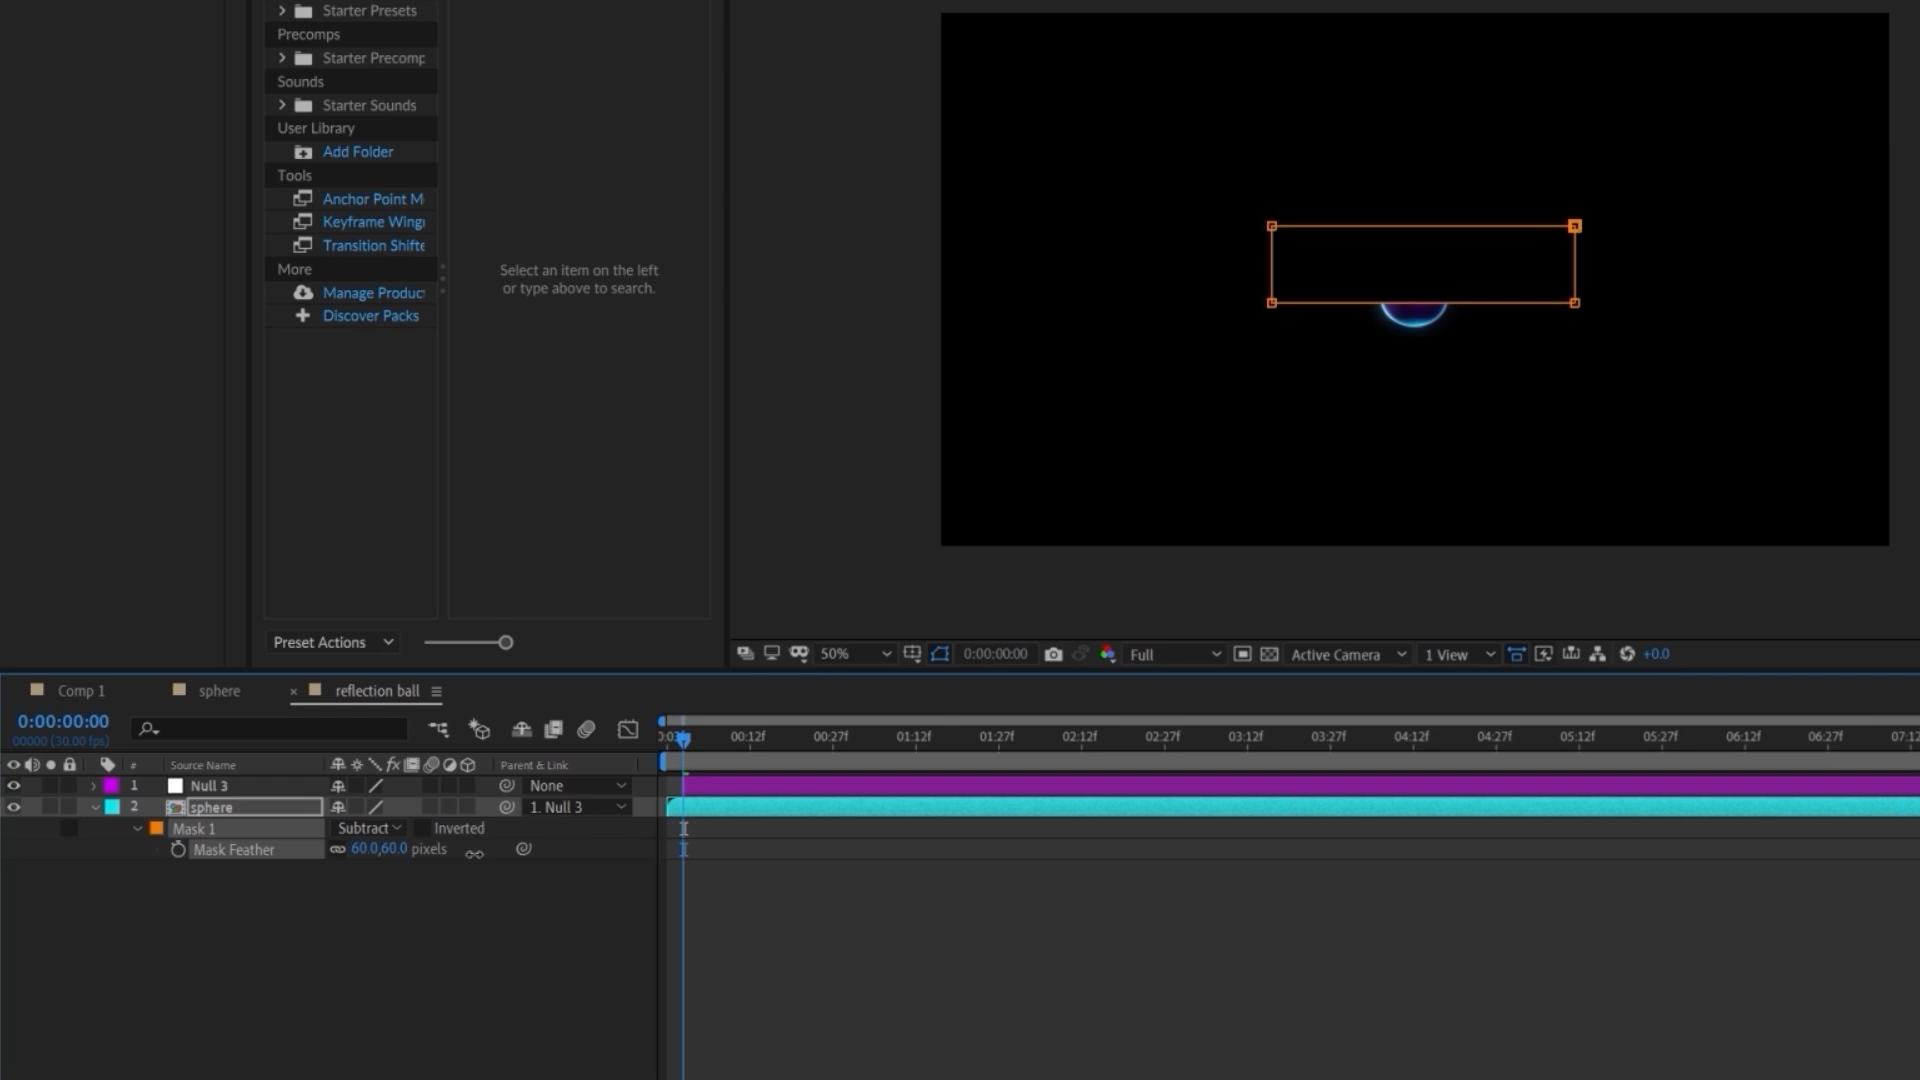 Starter Presets
Precomps
Starter Precomp
Sounds
Starter Sounds
User Library
Add Folder
Tools
Anchor Point M
Keyframe Wing
Transition Shifte
More
Manage Produc
Discover Packs
Select an item on the left
or type above to search.
Preset Actions
50%
0:00:00:00
Full
Active Camera
1 View
+0.0
Comp 1
sphere
× reflection ball
0:00:00:00
00000 (30.00 fps)
00:12f 00:27f 01:12f 01:27f 02:12f 02:27f 03:12f 03:27f 04:12f 04:27f 05:12f 05:27f 06:12f 06:27f 07:12
# Source Name fx Parent & Link
1 Null 3 None
2 sphere 1. Null 3
Mask 1 Subtract Inverted
Mask Feather 60.0,60.0 pixels